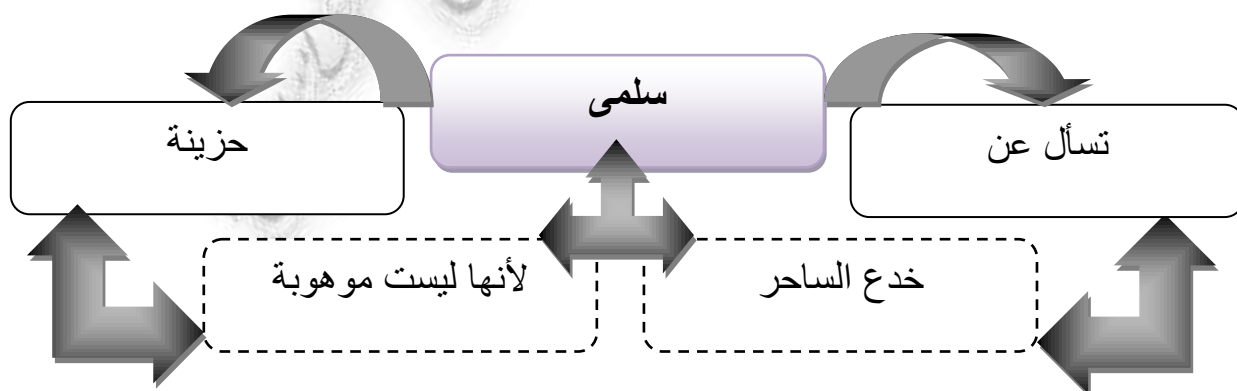 سلمى
تسأل عن
حزينة
خدع الساحر
لأنها ليست موهوبة